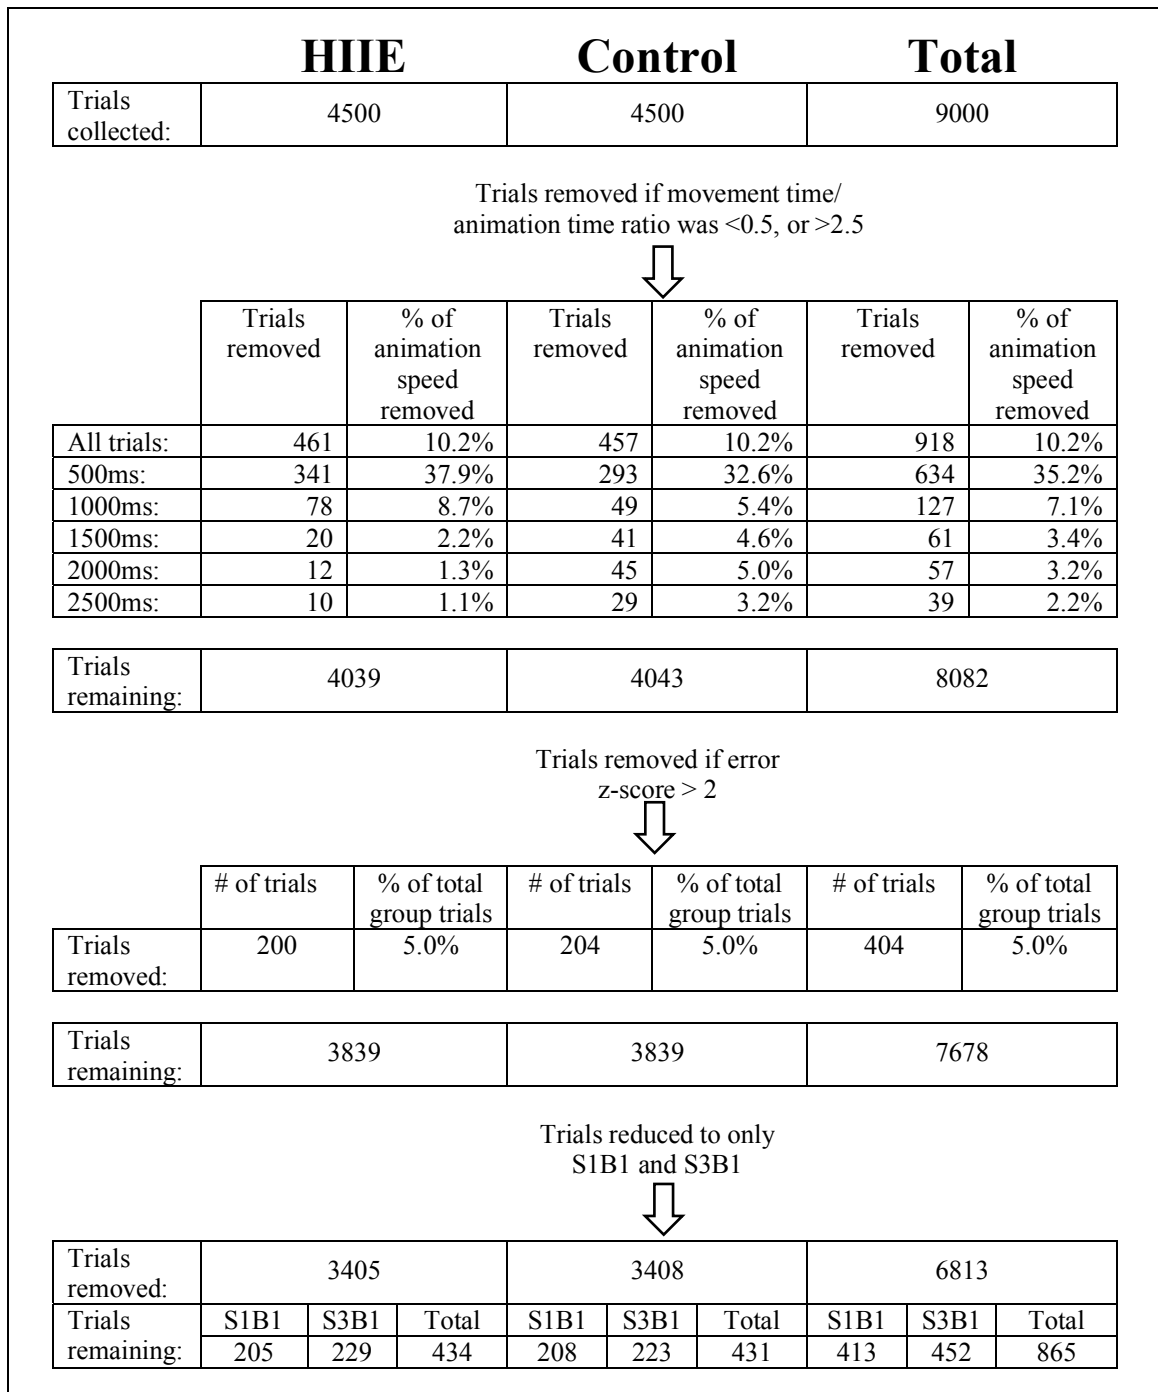 HIIE Control Total
Trials collected: 4500 4500 9000
Trials removed if movement time/
animation time ratio was <0.5, or >2.5
Trials removed % of animation speed removed Trials removed % of animation speed removed Trials removed % of animation speed removed
All trials: 461 10.2% 457 10.2% 918 10.2%
500ms: 341 37.9% 293 32.6% 634 35.2%
1000ms: 78 8.7% 49 5.4% 127 7.1%
1500ms: 20 2.2% 41 4.6% 61 3.4%
2000ms: 12 1.3% 45 5.0% 57 3.2%
2500ms: 10 1.1% 29 3.2% 39 2.2%
Trials remaining: 4039 4043 8082
Trials removed if error
z-score > 2
# of trials % of total group trials # of trials % of total group trials # of trials % of total group trials
Trials removed: 200 5.0% 204 5.0% 404 5.0%
Trials remaining: 3839 3839 7678
Trials reduced to only
S1B1 and S3B1
Trials removed: 3405 3408 6813
Trials remaining: S1B1 S3B1 Total S1B1 S3B1 Total S1B1 S3B1 Total
205 229 434 208 223 431 413 452 865